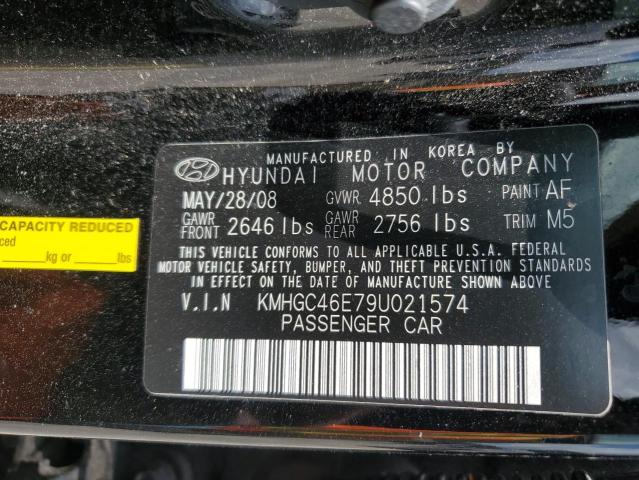 MANUFACTURED IN KOREA BY
HYUNDAI MOTOR COMPANY
MAY/28/08 GVWR 4850 lbs PAINT AF
GAWR FRONT 2646 lbs GAWR REAR 2756 lbs TRIM M5
THIS VEHICLE CONFORMS TO ALL APPLICABLE U.S.A. FEDERAL
MOTOR VEHICLE SAFETY, BUMPER, AND THEFT PREVENTION STANDARDS
IN EFFECT ON THE DATE OF MANUFACTURE SHOWN ABOVE.
V.I.N KMHGC46E79U021574
PASSENGER CAR
CAPACITY REDUCED
kg or lbs